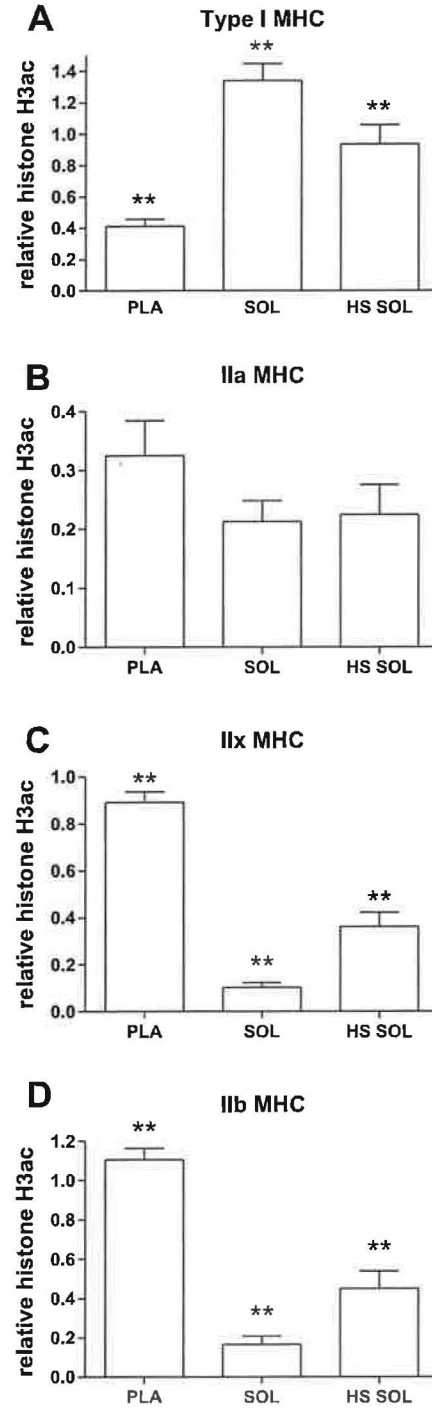 A
Type I MHC
relative histone H3ac
1.4
1.2
1.0
0.8
0.6
0.4
0.2
0.0
**
**
**
PLA SOL HS SOL
B
IIa MHC
relative histone H3ac
0.4
0.3
0.2
0.1
0.0
PLA SOL HS SOL
C
IIx MHC
relative histone H3ac
1.0
0.8
0.6
0.4
0.2
0.0
**
**
**
PLA SOL HS SOL
D
IIb MHC
relative histone H3ac
1.2
1.0
0.8
0.6
0.4
0.2
0.0
**
**
**
PLA SOL HS SOL